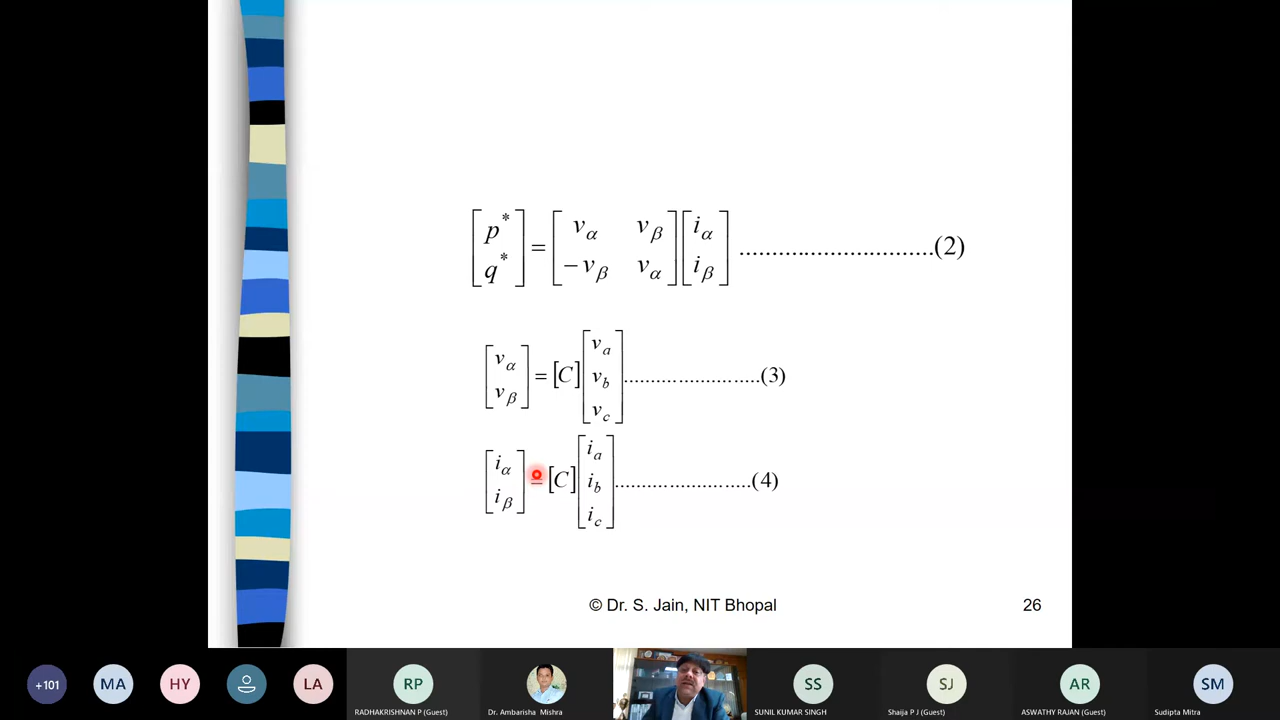 [p* q*] = [vα vβ −vβ vα] [iα iβ] .................................(2)
[vα vβ] = [C] [va vb vc] ..........................(3)
[iα iβ] = [C] [ia ib ic] ..........................(4)
© Dr. S. Jain, NIT Bhopal
26
+101
MA
HY
LA
RP
SS
SJ
AR
SM
RADHAKRISHNAN P (Guest)
Dr. Ambarisha Mishra
SUNIL KUMAR SINGH
Shaija P J (Guest)
ASWATHY RAJAN (Guest)
Sudipta Mitra